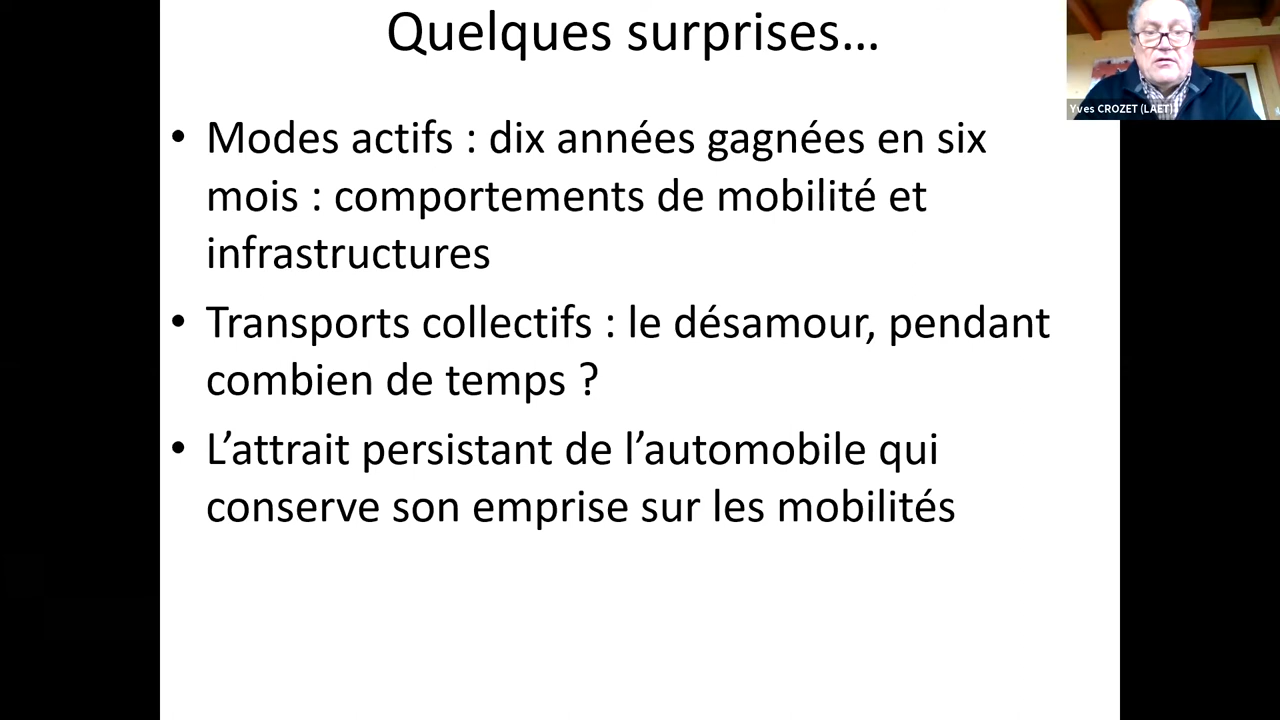 Quelques surprises…
Yves CROZET (LAET)
• Modes actifs : dix années gagnées en six
mois : comportements de mobilité et
infrastructures
• Transports collectifs : le désamour, pendant
combien de temps ?
• L’attrait persistant de l’automobile qui
conserve son emprise sur les mobilités